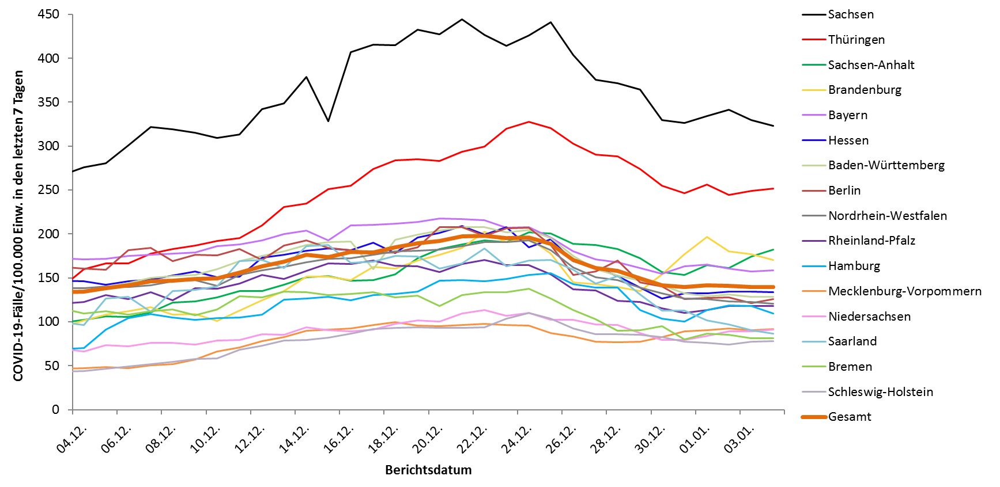 COVID-19-Fälle/100.000 Einw. in den letzten 7 Tagen
450
400
350
300
250
200
150
100
50
0
04.12.
06.12.
08.12.
10.12.
12.12.
14.12.
16.12.
18.12.
20.12.
22.12.
24.12.
26.12.
28.12.
30.12.
01.01.
03.01.
Berichtsdatum
Sachsen
Thüringen
Sachsen-Anhalt
Brandenburg
Bayern
Hessen
Baden-Württemberg
Berlin
Nordrhein-Westfalen
Rheinland-Pfalz
Hamburg
Mecklenburg-Vorpommern
Niedersachsen
Saarland
Bremen
Schleswig-Holstein
Gesamt